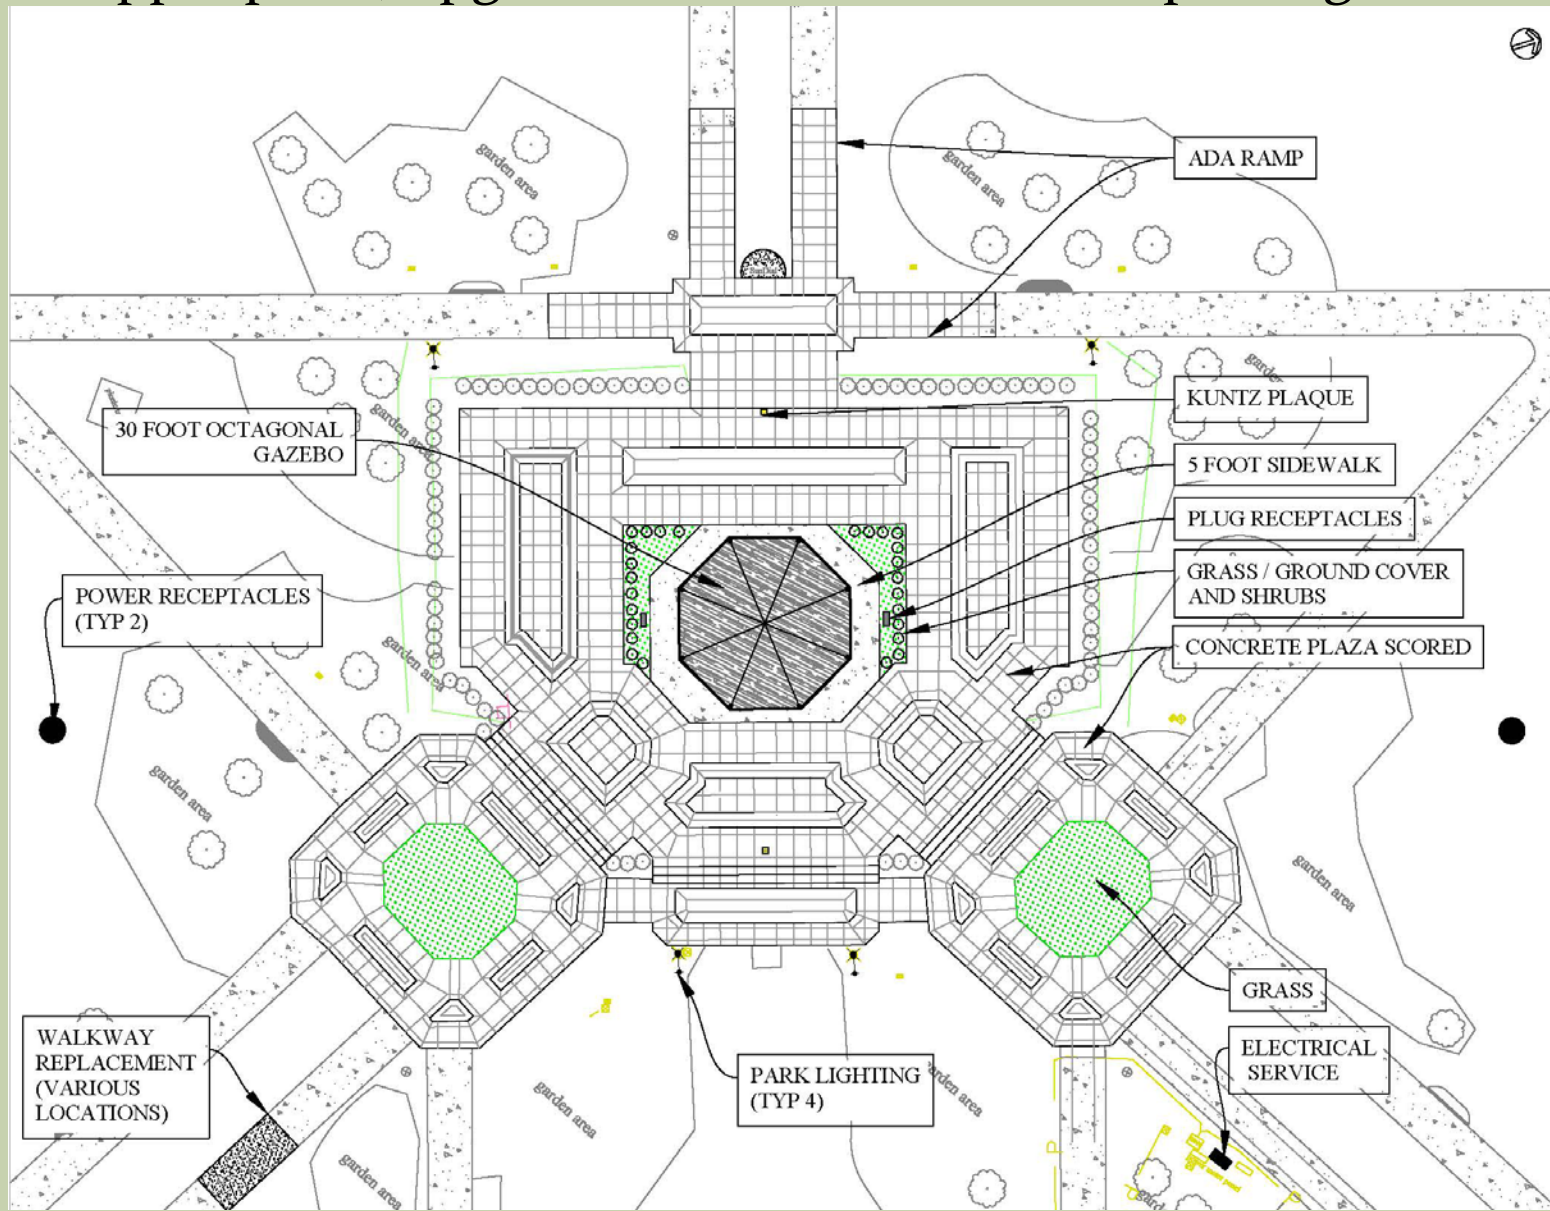 garden area
garden area
ADA RAMP
KUNTZ PLAQUE
30 FOOT OCTAGONAL
GAZEBO
garden area
5 FOOT SIDEWALK
PLUG RECEPTACLES
GRASS / GROUND COVER
AND SHRUBS
POWER RECEPTACLES
(TYP 2)
CONCRETE PLAZA SCORED
garden area
garden area
garden area
GRASS
WALKWAY
REPLACEMENT
(VARIOUS
LOCATIONS)
ELECTRICAL
SERVICE
PARK LIGHTING
(TYP 4)
garden area
garden area